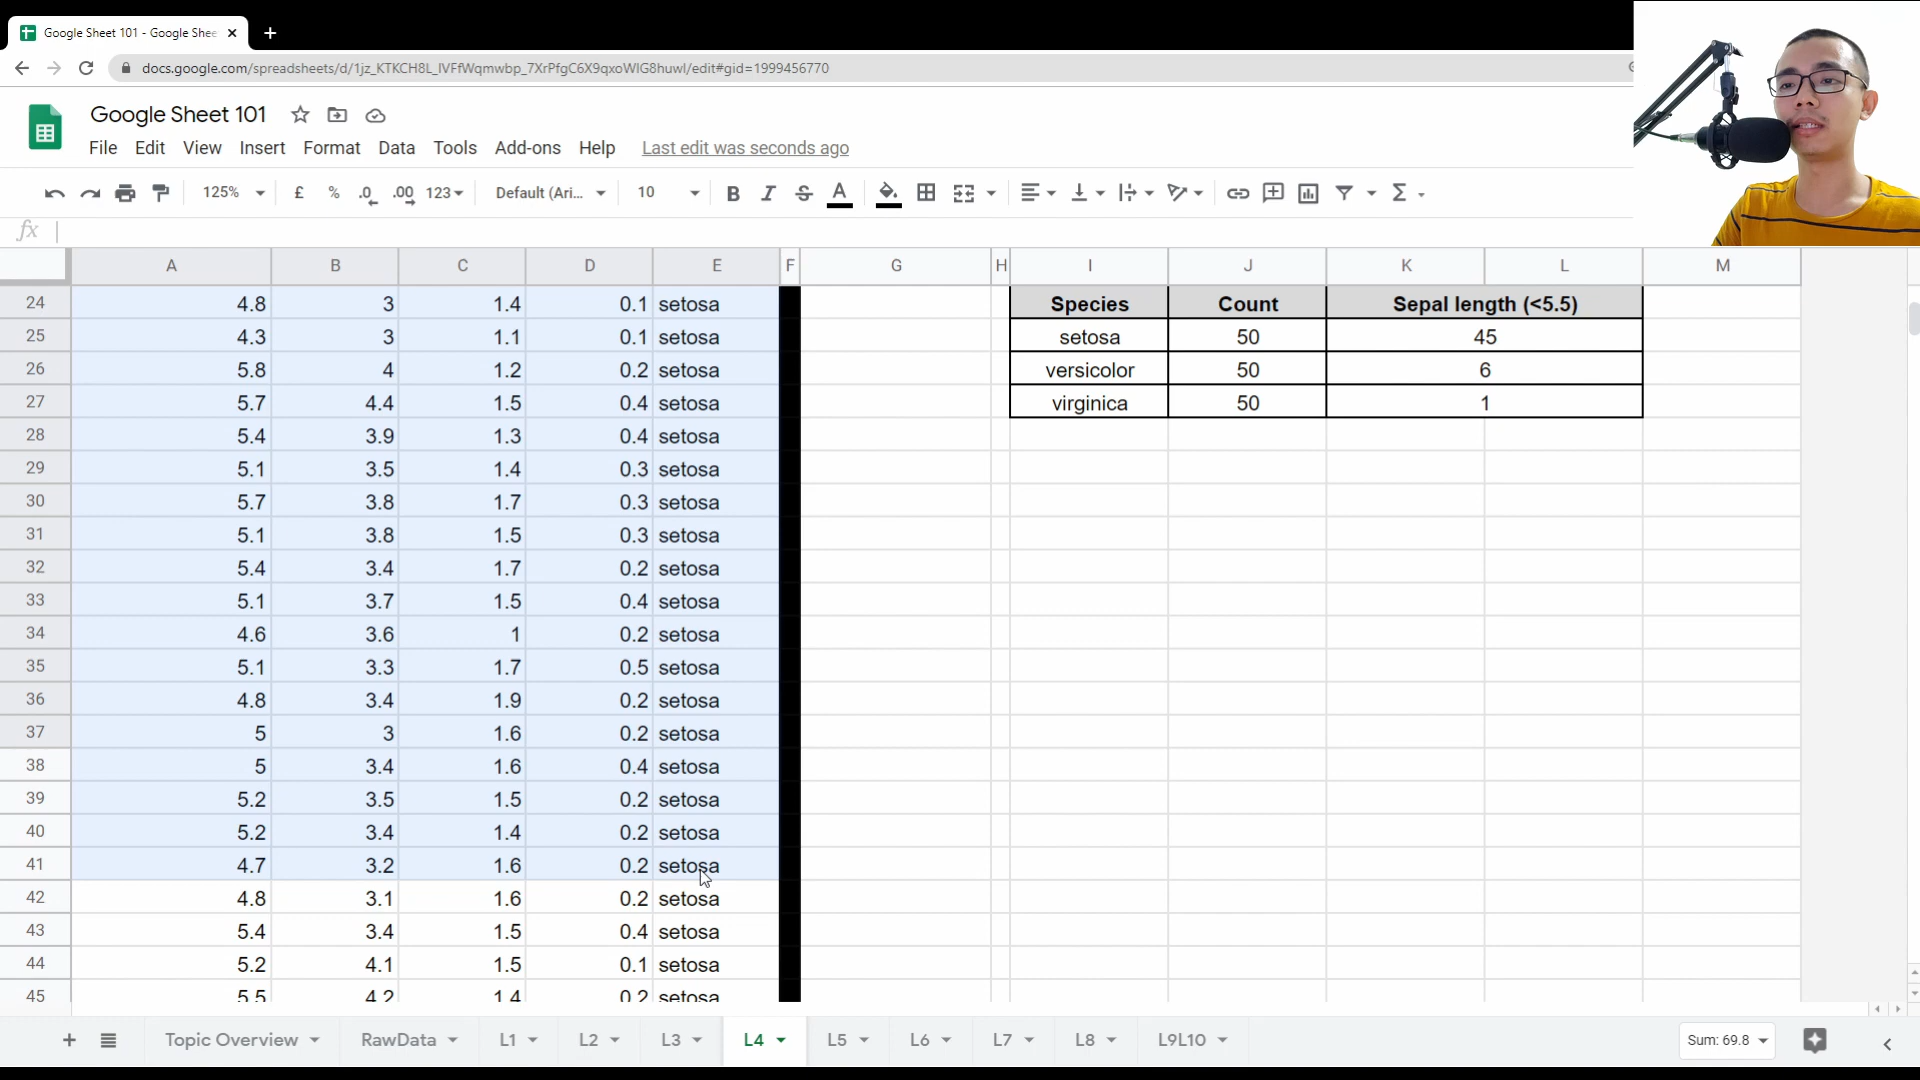 Google Sheet 101 - Google Shee
docs.google.com/spreadsheets/d/1jz_KTKCH8L_IVFfWqmwbp_7XrPfgC6X9qxoWIG8huwI/edit#gid=1999456770
Google Sheet 101
File Edit View Insert Format Data Tools Add-ons Help Last edit was seconds ago
125% £ % .0 .00 123 Default (Ari... 10 B I S A Σ
fx
A B C D E F G H I J K L M
24 4.8 3 1.4 0.1 setosa Species Count Sepal length (<5.5)
25 4.3 3 1.1 0.1 setosa setosa 50 45
26 5.8 4 1.2 0.2 setosa versicolor 50 6
27 5.7 4.4 1.5 0.4 setosa virginica 50 1
28 5.4 3.9 1.3 0.4 setosa
29 5.1 3.5 1.4 0.3 setosa
30 5.7 3.8 1.7 0.3 setosa
31 5.1 3.8 1.5 0.3 setosa
32 5.4 3.4 1.7 0.2 setosa
33 5.1 3.7 1.5 0.4 setosa
34 4.6 3.6 1 0.2 setosa
35 5.1 3.3 1.7 0.5 setosa
36 4.8 3.4 1.9 0.2 setosa
37 5 3 1.6 0.2 setosa
38 5 3.4 1.6 0.4 setosa
39 5.2 3.5 1.5 0.2 setosa
40 5.2 3.4 1.4 0.2 setosa
41 4.7 3.2 1.6 0.2 setosa
42 4.8 3.1 1.6 0.2 setosa
43 5.4 3.4 1.5 0.4 setosa
44 5.2 4.1 1.5 0.1 setosa
45 5.5 4.2 1.4 0.2 setosa
Topic Overview RawData L1 L2 L3 L4 L5 L6 L7 L8 L9L10 Sum: 69.8